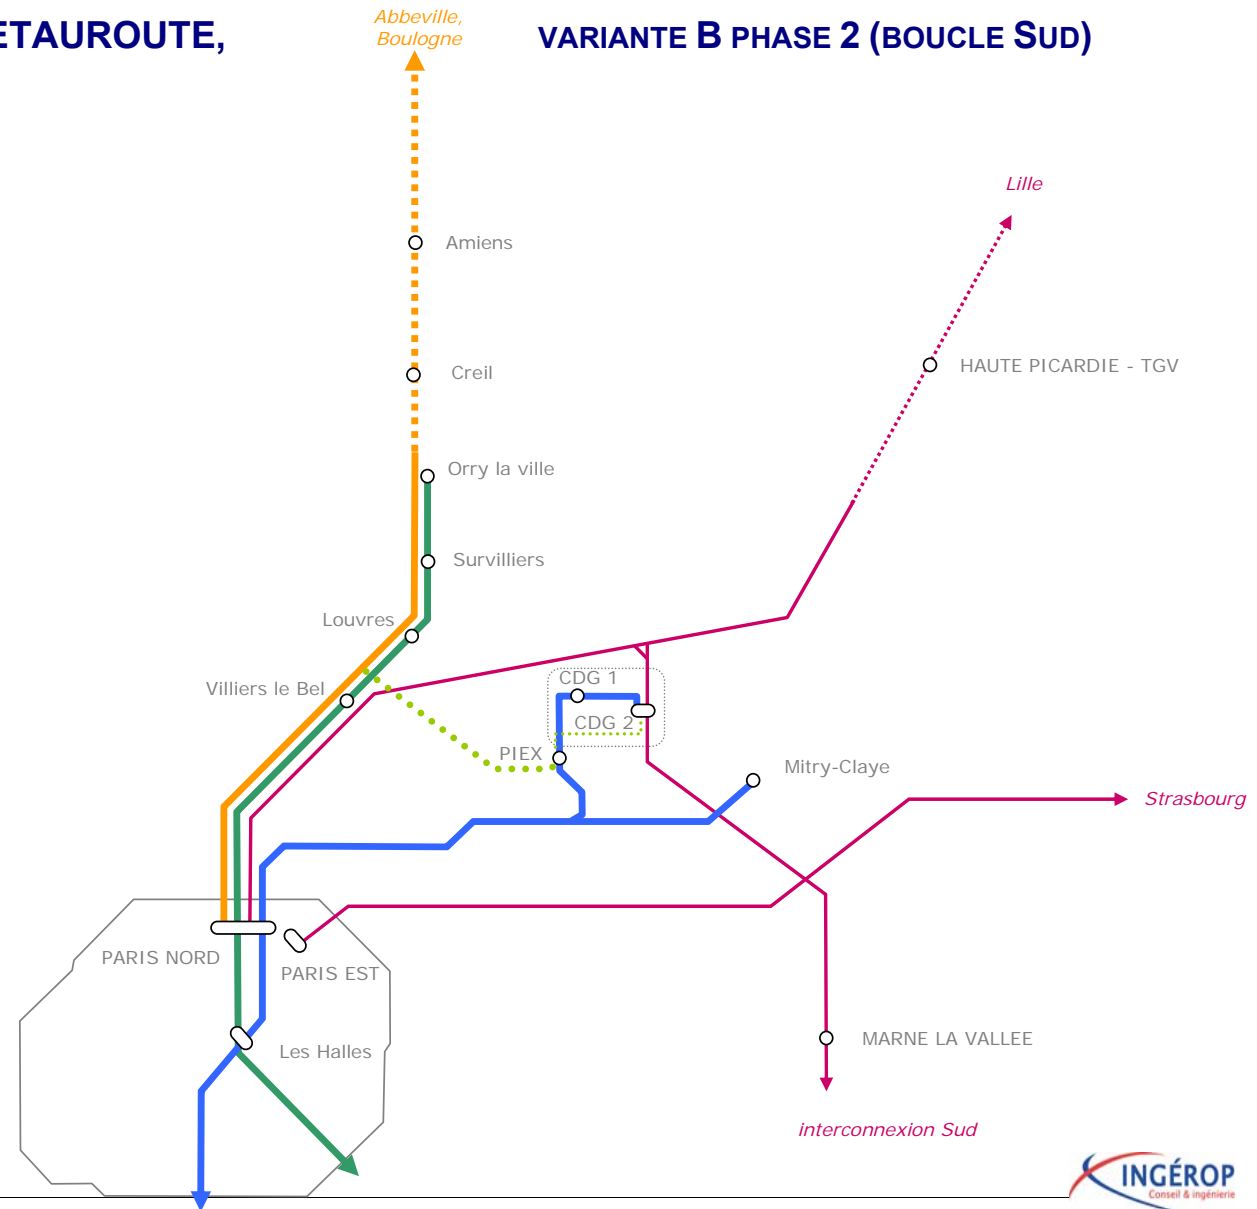 ETAUROUTE,
VARIANTE B PHASE 2 (BOUCLE SUD)
Abbeville,
Boulogne
Lille
Amiens
HAUTE PICARDIE - TGV
Creil
Orry la ville
Survilliers
Louvres
CDG 1
Villiers le Bel
CDG 2
PIEX
Mitry-Claye
Strasbourg
PARIS NORD
PARIS EST
Les Halles
MARNE LA VALLEE
interconnexion Sud
INGÉROP
Conseil & ingénierie